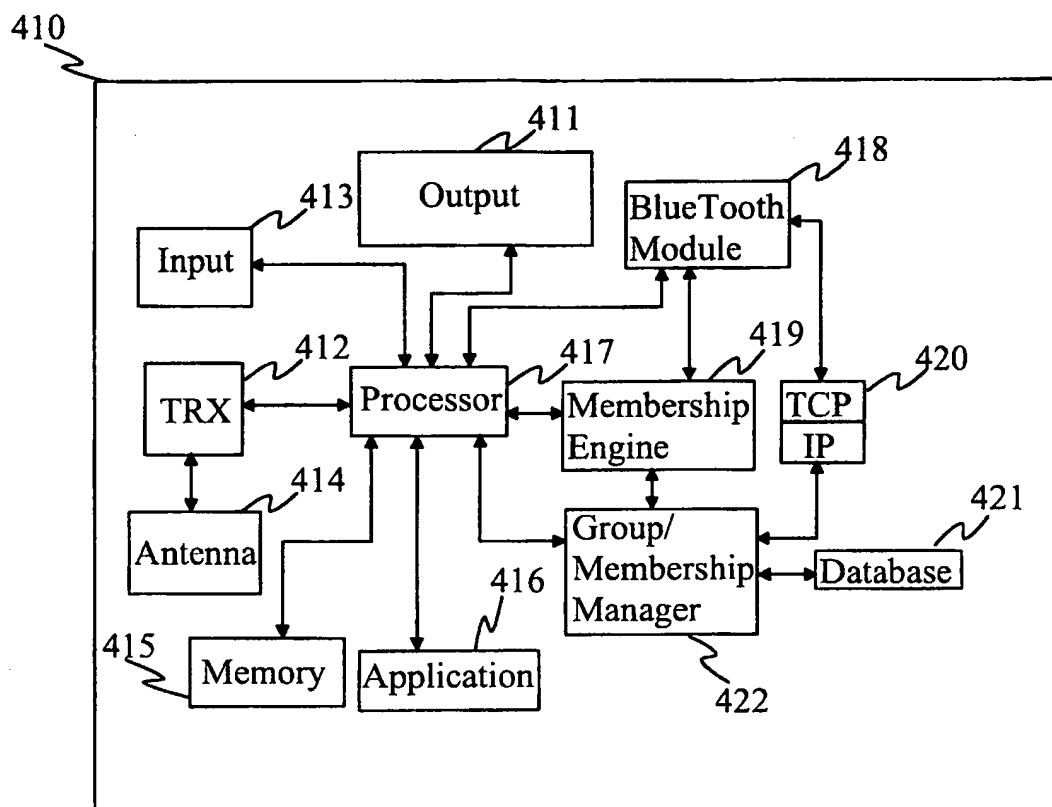 410
411
Output
418
BlueTooth
Module
413
Input
412
TRX
417
Processor
419
Membership
Engine
420
TCP
IP
414
Antenna
Group/
Membership
Manager
421
Database
416
415
Memory
Application
422